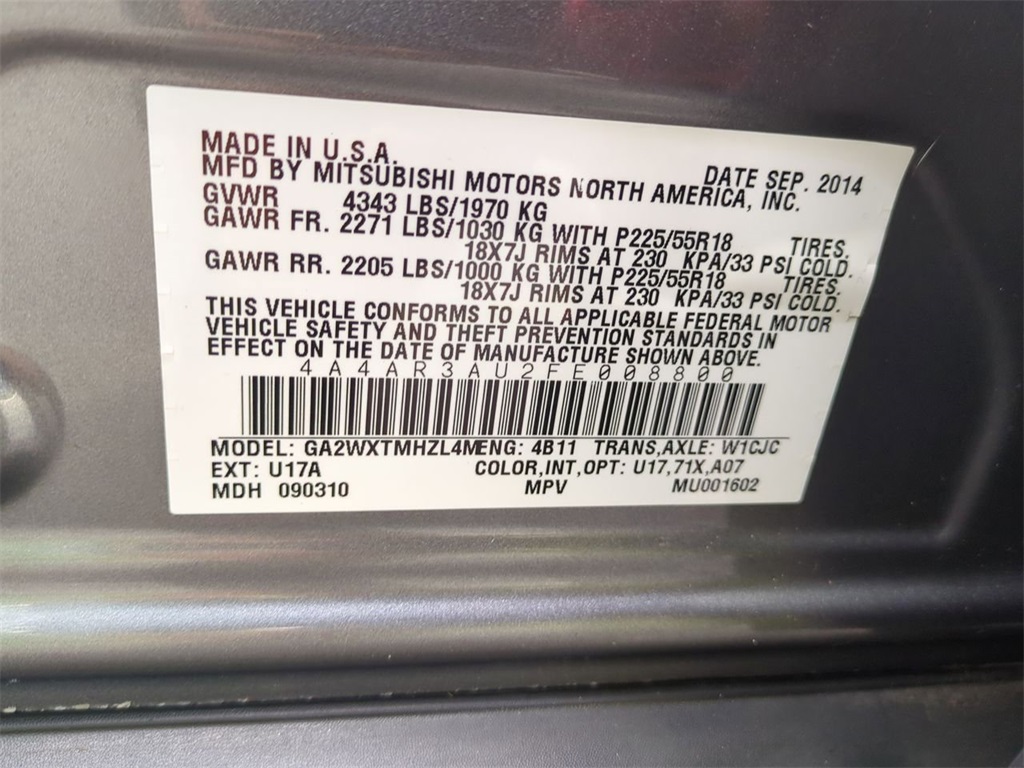 MADE IN U.S.A. DATE SEP. 2014
MFD BY MITSUBISHI MOTORS NORTH AMERICA, INC.
GVWR 4343 LBS/1970 KG
GAWR FR. 2271 LBS/1030 KG WITH P225/55R18 TIRES.
18X7J RIMS AT 230 KPA/33 PSI COLD.
GAWR RR. 2205 LBS/1000 KG WITH P225/55R18 TIRES.
18X7J RIMS AT 230 KPA/33 PSI COLD.
THIS VEHICLE CONFORMS TO ALL APPLICABLE FEDERAL MOTOR
VEHICLE SAFETY AND THEFT PREVENTION STANDARDS IN
EFFECT ON THE DATE OF MANUFACTURE SHOWN ABOVE.
4A4AR3AU2FE008800
MODEL: GA2WXTMHZL4M ENG: 4B11 TRANS,AXLE: W1CJC
EXT: U17A COLOR,INT,OPT: U17,71X,A07
MDH 090310 MPV MU001602